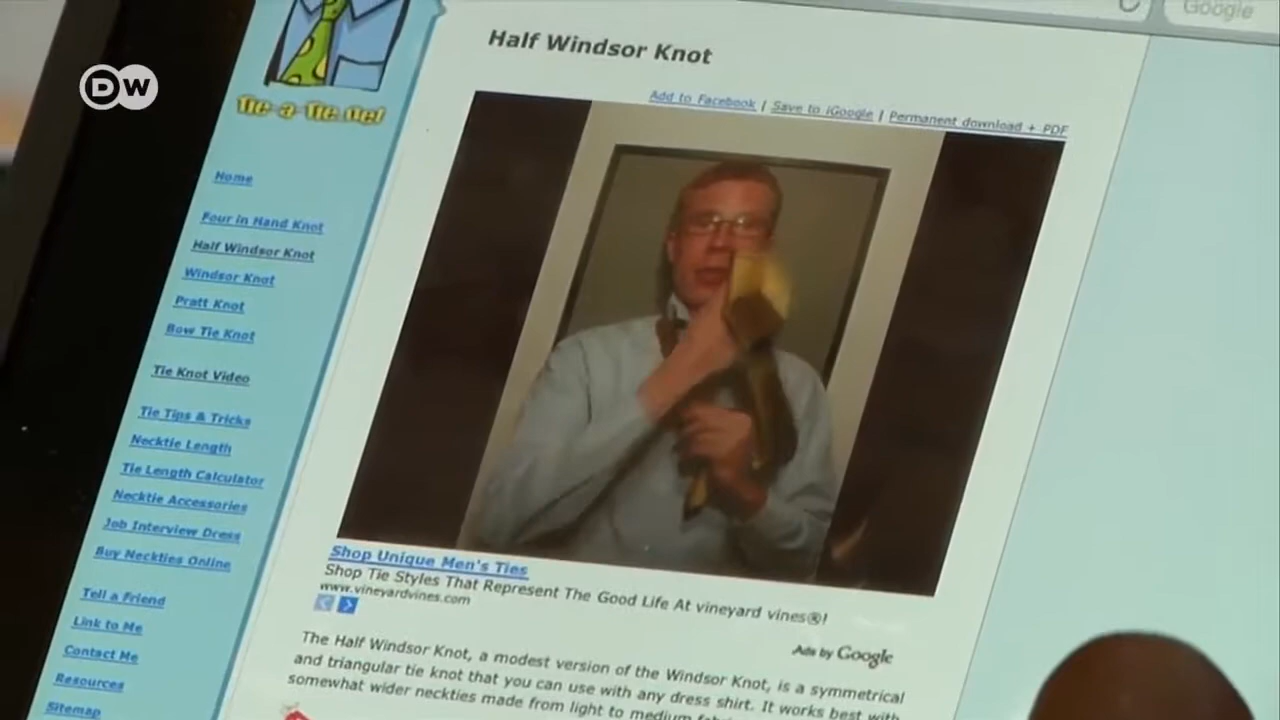 Google
Half Windsor Knot
DW
Add to Facebook | Save to iGoogle | Permanent download + PDF
Tie-a-Tie.net
Home
Four in Hand Knot
Half Windsor Knot
Windsor Knot
Pratt Knot
Bow Tie Knot
Tie Knot Video
Tie Tips & Tricks
Necktie Length
Tie Length Calculator
Necktie Accessories
Job Interview Dress
Buy Neckties Online
Tell a Friend
Link to Me
Contact Me
Resources
Sitemap
Shop Unique Men's Ties
Shop Tie Styles That Represent The Good Life At vineyard vines®!
www.vineyardvines.com
Ads by Google
The Half Windsor Knot, a modest version of the Windsor Knot, is a symmetrical
and triangular tie knot that you can use with any dress shirt. It works best with
somewhat wider neckties made from light to medium